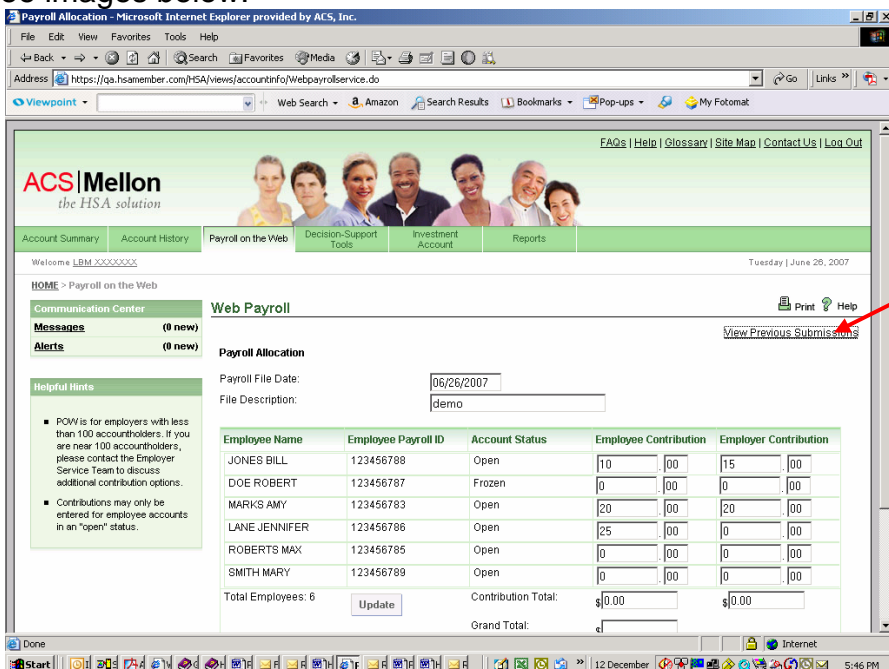 Payroll Allocation - Microsoft Internet Explorer provided by ACS, Inc.
File Edit View Favorites Tools Help
Back Search Favorites Media
Address https://qa.hsamember.com/HSA/views/accountinfo/Webpayrollservice.do Go Links »
Viewpoint Web Search Amazon Search Results Bookmarks Pop-ups My Fotomat
FAQs | Help | Glossary | Site Map | Contact Us | Log Out
ACS | Mellon
the HSA solution
Account Summary Account History Payroll on the Web Decision-Support Tools Investment Account Reports
Welcome LBM XXXXXXX Tuesday | June 26, 2007
HOME > Payroll on the Web
Communication Center Web Payroll Print ? Help
Messages (0 new) View Previous Submissions
Alerts (0 new)
Payroll Allocation
Helpful Hints
Payroll File Date: 06/26/2007
File Description: demo
■ POW is for employers with less
than 100 accountholders. If you
are near 100 accountholders,
please contact the Employer
Service Team to discuss
additional contribution options.
■ Contributions may only be
entered for employee accounts
in an "open" status.
Employee Name Employee Payroll ID Account Status Employee Contribution Employer Contribution
JONES BILL 123456788 Open 10 . 00 15 . 00
DOE ROBERT 123456787 Frozen 0 . 00 0 . 00
MARKS AMY 123456783 Open 20 . 00 20 . 00
LANE JENNIFER 123456786 Open 25 . 00 0 . 00
ROBERTS MAX 123456785 Open 0 . 00 0 . 00
SMITH MARY 123456789 Open 0 . 00 0 . 00
Total Employees: 6 Update Contribution Total: $ 0.00 $ 0.00
Grand Total:
Done Internet
Start » 12 December 5:46 PM